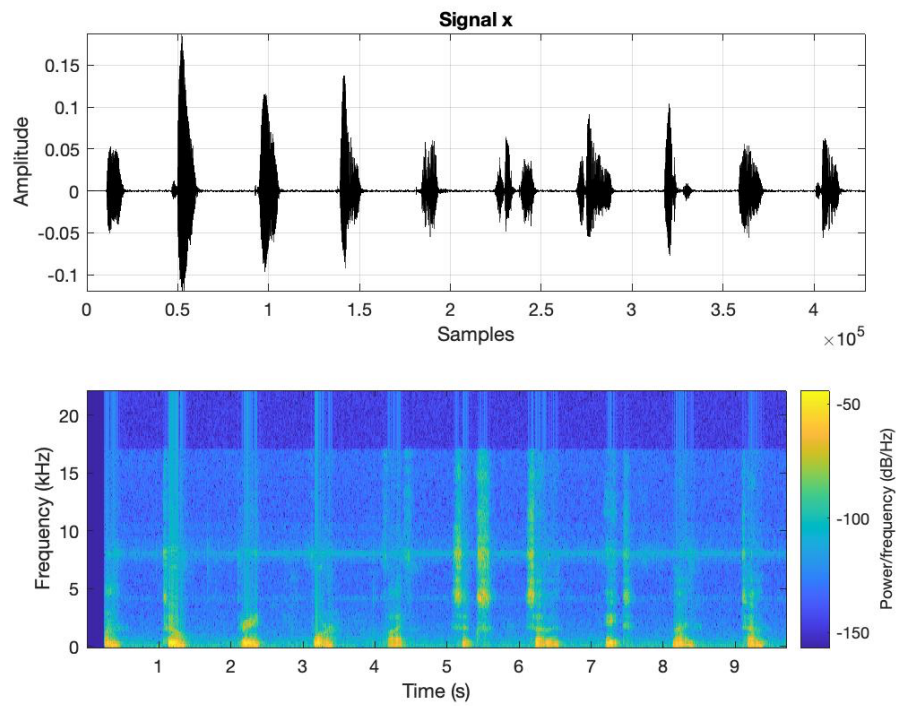 Signal x
0.15
0.1
0.05
0
-0.05
-0.1
Amplitude
0 0.5 1 1.5 2 2.5 3 3.5 4
Samples
×10^5
20
15
10
5
0
Frequency (kHz)
1 2 3 4 5 6 7 8 9
Time (s)
-50
-100
-150
Power/frequency (dB/Hz)